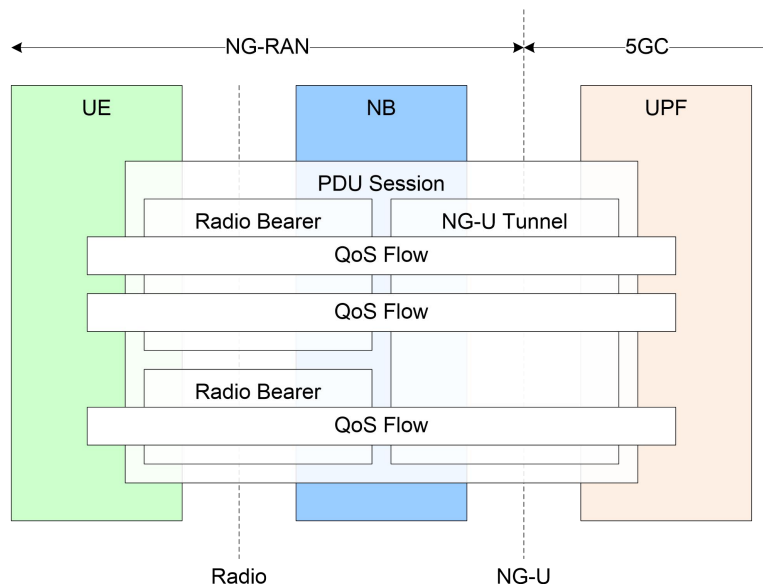 NG-RAN
5GC
UE
NB
UPF
PDU Session
Radio Bearer
NG-U Tunnel
QoS Flow
QoS Flow
Radio Bearer
QoS Flow
Radio
NG-U